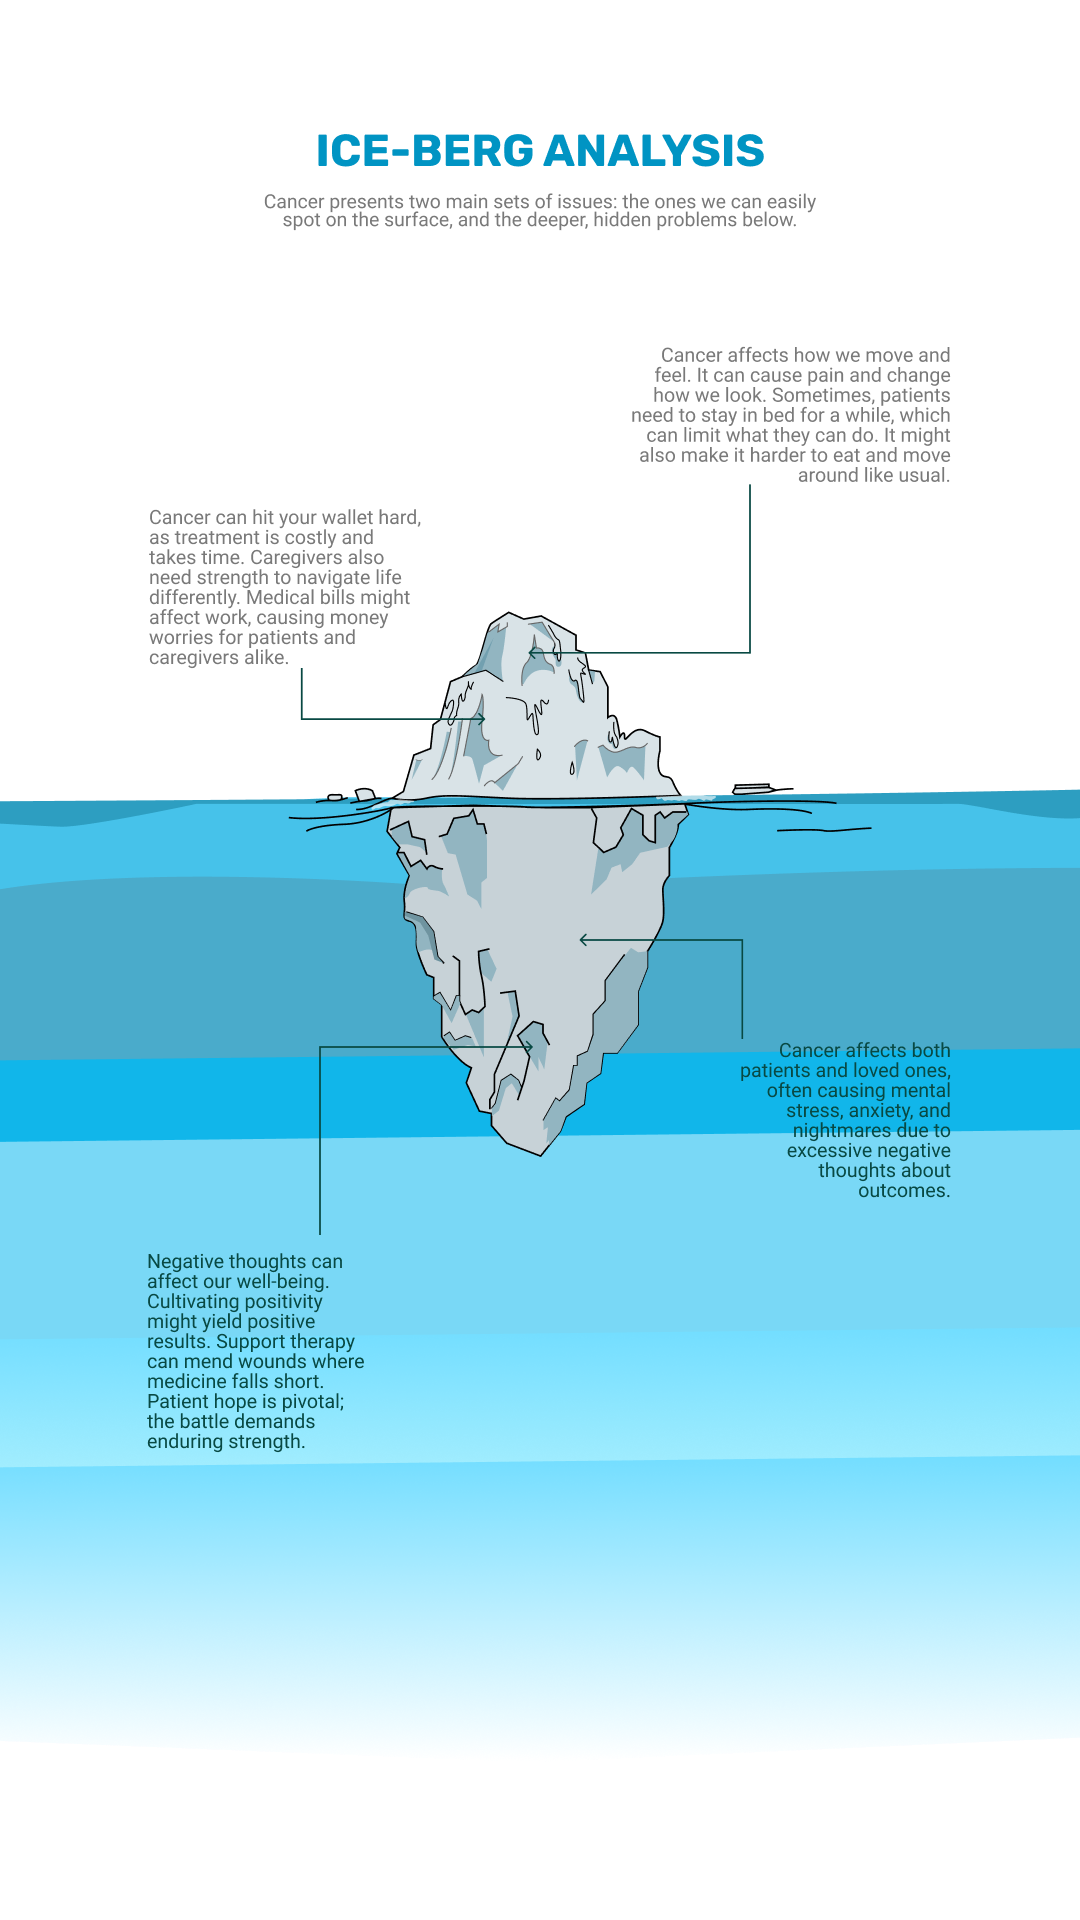 ICE-BERG ANALYSIS
Cancer presents two main sets of issues: the ones we can easily
spot on the surface, and the deeper, hidden problems below.
Cancer affects how we move and
feel. It can cause pain and change
how we look. Sometimes, patients
need to stay in bed for a while, which
can limit what they can do. It might
also make it harder to eat and move
around like usual.
Cancer can hit your wallet hard,
as treatment is costly and
takes time. Caregivers also
need strength to navigate life
differently. Medical bills might
affect work, causing money
worries for patients and
caregivers alike.
Cancer affects both
patients and loved ones,
often causing mental
stress, anxiety, and
nightmares due to
excessive negative
thoughts about
outcomes.
Negative thoughts can
affect our well-being.
Cultivating positivity
might yield positive
results. Support therapy
can mend wounds where
medicine falls short.
Patient hope is pivotal;
the battle demands
enduring strength.